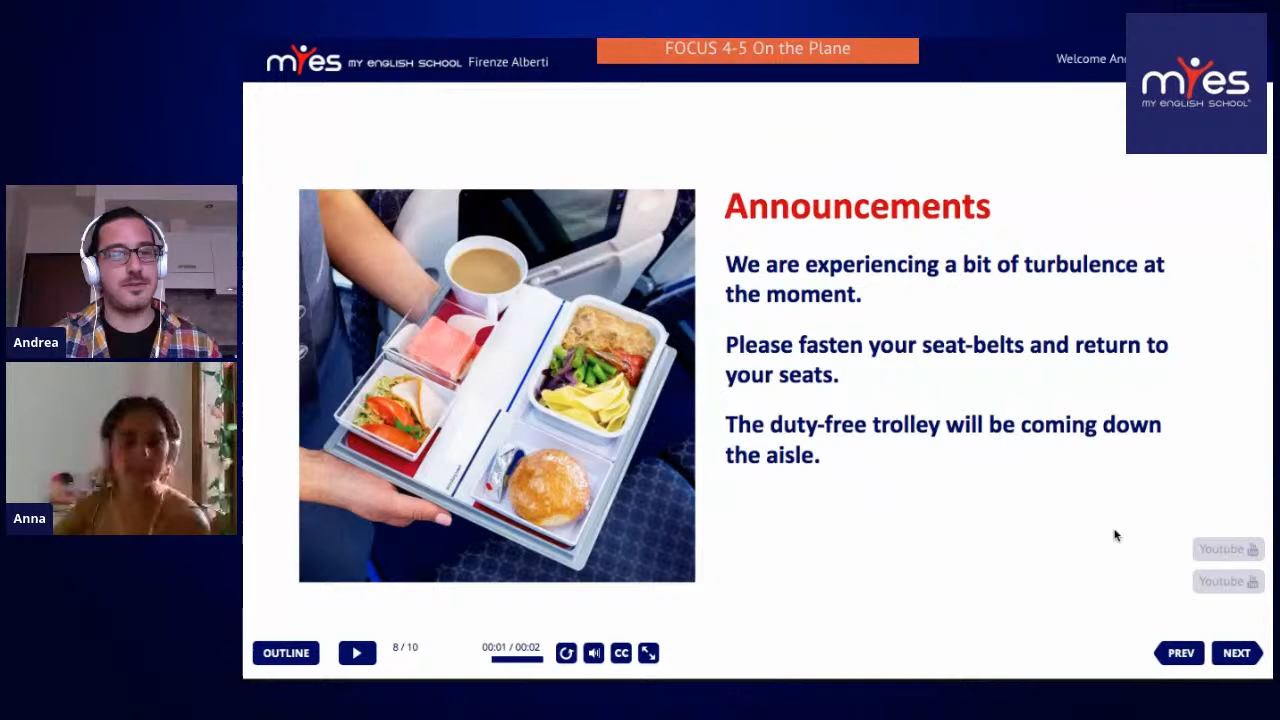 FOCUS 4-5 On the Plane
myes MY ENGLISH SCHOOL Firenze Alberti
Welcome And
myes
MY ENGLISH SCHOOL
Announcements
We are experiencing a bit of turbulence at
the moment.
Please fasten your seat-belts and return to
your seats.
The duty-free trolley will be coming down
the aisle.
Andrea
Anna
Youtube
Youtube
OUTLINE
8 / 10
00:01 / 00:02
CC
PREV
NEXT